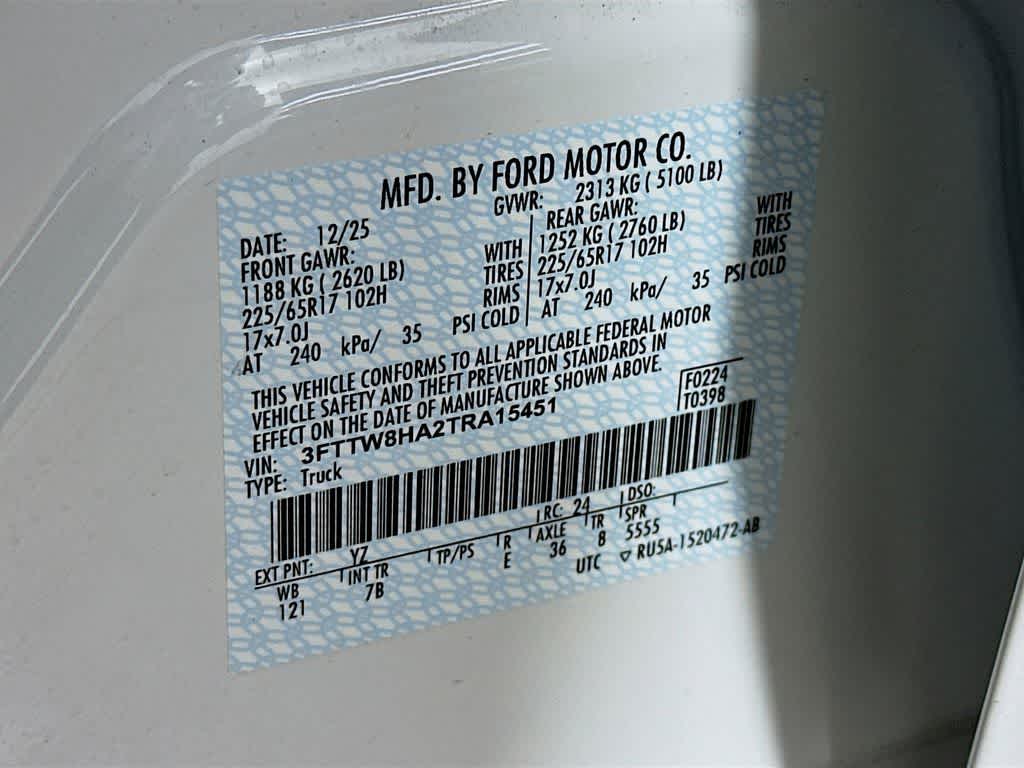 MFD. BY FORD MOTOR CO.
DATE: 12/25
GVWR: 2313 KG ( 5100 LB)
FRONT GAWR:
1188 KG ( 2620 LB) WITH
225/65R17 102H TIRES
17x7.0J RIMS
AT 240 kPa/ 35 PSI COLD
REAR GAWR:
1252 KG ( 2760 LB) WITH
225/65R17 102H TIRES
17x7.0J RIMS
AT 240 kPa/ 35 PSI COLD
THIS VEHICLE CONFORMS TO ALL APPLICABLE FEDERAL MOTOR
VEHICLE SAFETY AND THEFT PREVENTION STANDARDS IN
EFFECT ON THE DATE OF MANUFACTURE SHOWN ABOVE.
VIN: 3FTTW8HA2TRA15451
TYPE: Truck
F0224
T0398
EXT PNT: YZ RC: 24 DSO:
WB INT TR TP/PS R AXLE TR SPR
121 7B E 36 8 5555
UTC RU5A-1520472-AB